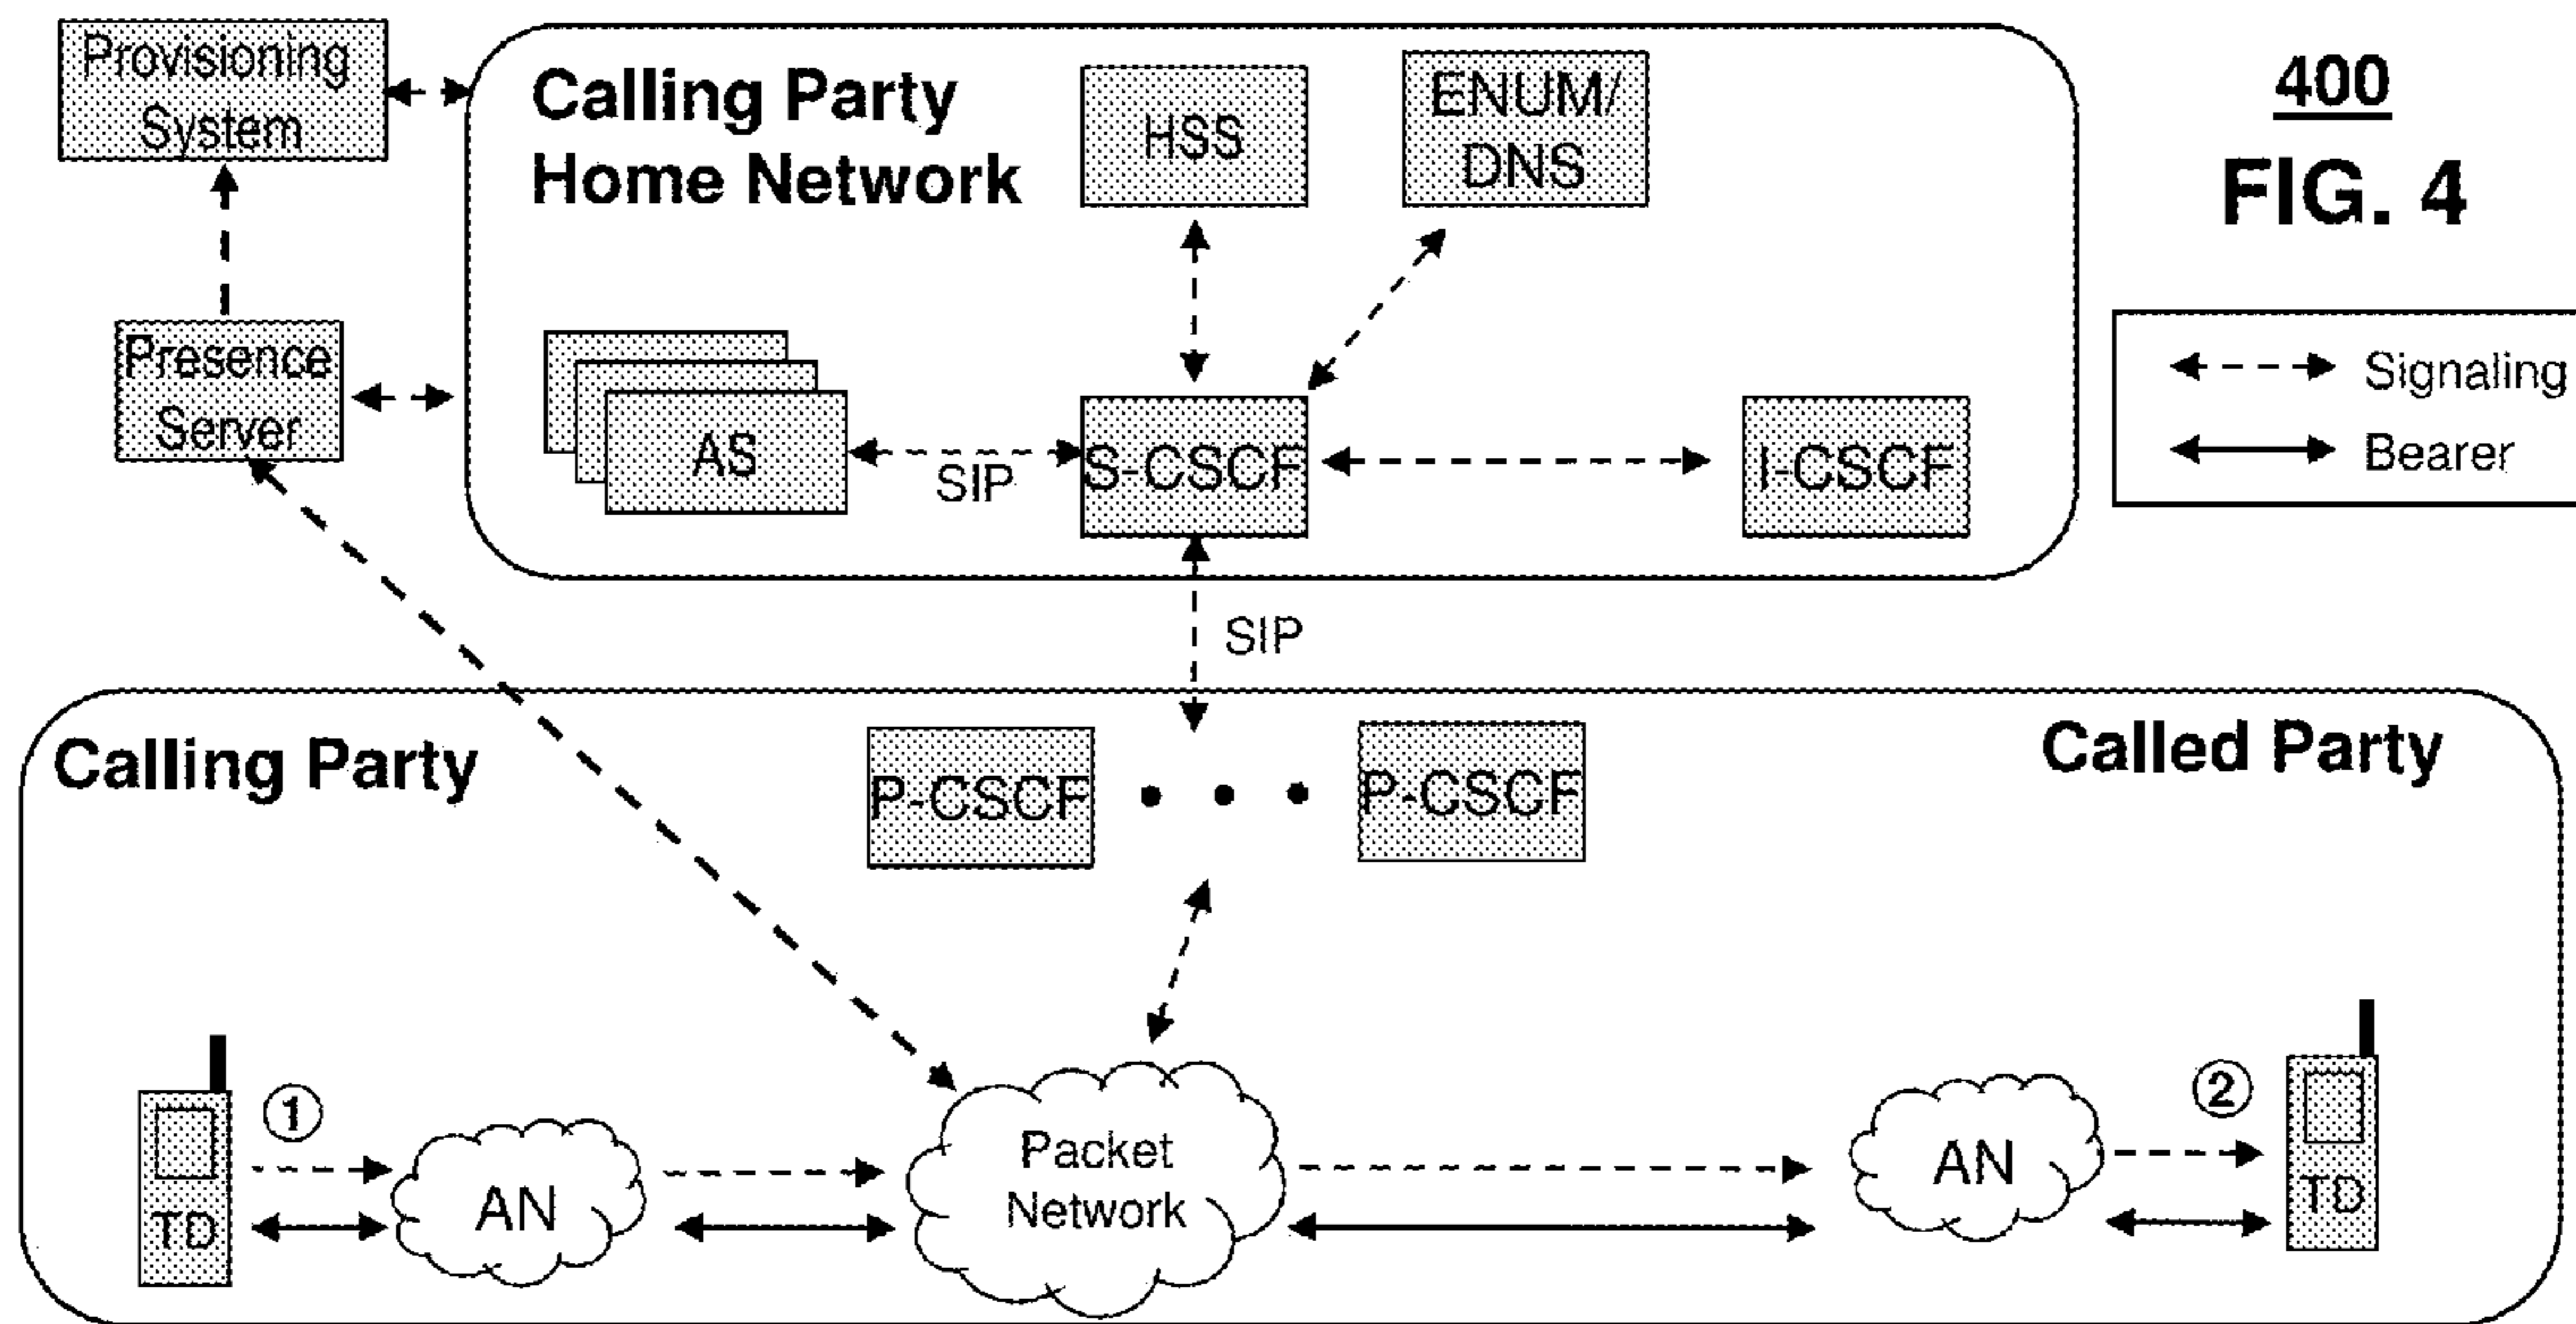 Provisioning
System
Calling Party
Home Network
HSS
ENUM/
DNS
400
FIG. 4
Presence
Server
AS
SIP
S-CSCF
I-CSCF
Signaling
Bearer
SIP
Calling Party
P-CSCF
P-CSCF
Called Party
1
TD
AN
Packet
Network
AN
2
TD